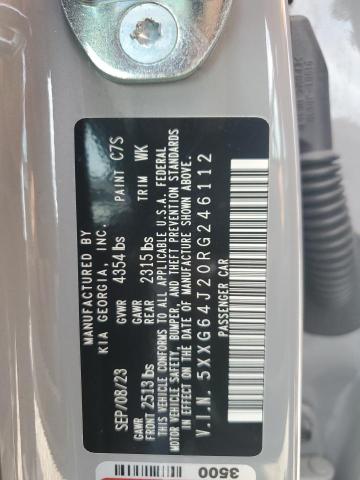 MANUFACTURED BY
KIA GEORGIA, INC.
PAINT C7S
SEP/08/23 GVWR 4354 lbs
TRIM WK
GAWR FRONT 2513 lbs GAWR REAR 2315 lbs
THIS VEHICLE CONFORMS TO ALL APPLICABLE U.S.A. FEDERAL
MOTOR VEHICLE SAFETY, BUMPER, AND THEFT PREVENTION STANDARDS
IN EFFECT ON THE DATE OF MANUFACTURE SHOWN ABOVE.
V.I.N. 5XXG64J20RG246112
PASSENGER CAR
3500